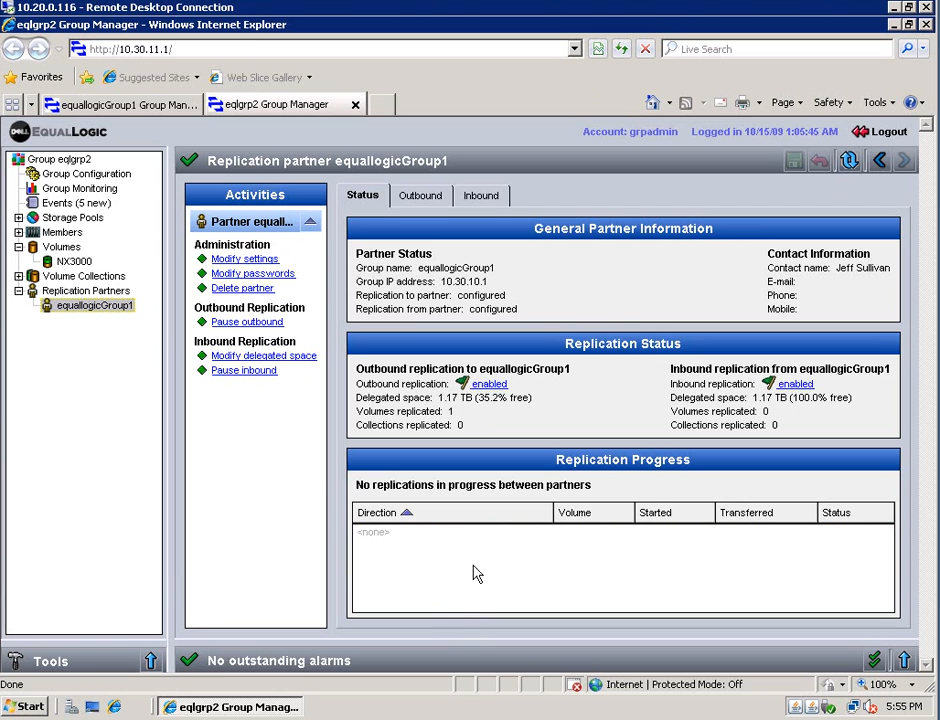 10.20.0.116 - Remote Desktop Connection
eqlgrp2 Group Manager - Windows Internet Explorer
http://10.30.11.1/
Live Search
Favorites
Suggested Sites
Web Slice Gallery
equallogicGroup1 Group Man...
eqlgrp2 Group Manager
Page
Safety
Tools
DELL EQUALLOGIC
Account: grpadmin
Logged in 10/15/09 1:05:45 AM
Logout
Group eqlgrp2
Group Configuration
Group Monitoring
Events (5 new)
Storage Pools
Members
Volumes
NX3000
Volume Collections
Replication Partners
equallogicGroup1
Tools
Replication partner equallogicGroup1
Activities
Partner equall...
Administration
Modify settings
Modify passwords
Delete partner
Outbound Replication
Pause outbound
Inbound Replication
Modify delegated space
Pause inbound
Status
Outbound
Inbound
General Partner Information
Partner Status
Group name: equallogicGroup1
Group IP address: 10.30.10.1
Replication to partner: configured
Replication from partner: configured
Contact Information
Contact name: Jeff Sullivan
E-mail:
Phone:
Mobile:
Replication Status
Outbound replication to equallogicGroup1
Outbound replication: enabled
Delegated space: 1.17 TB (35.2% free)
Volumes replicated: 1
Collections replicated: 0
Inbound replication from equallogicGroup1
Inbound replication: enabled
Delegated space: 1.17 TB (100.0% free)
Volumes replicated: 0
Collections replicated: 0
Replication Progress
No replications in progress between partners
Direction
Volume
Started
Transferred
Status
<none>
No outstanding alarms
Done
Internet | Protected Mode: Off
100%
Start
eqlgrp2 Group Manag...
5:55 PM